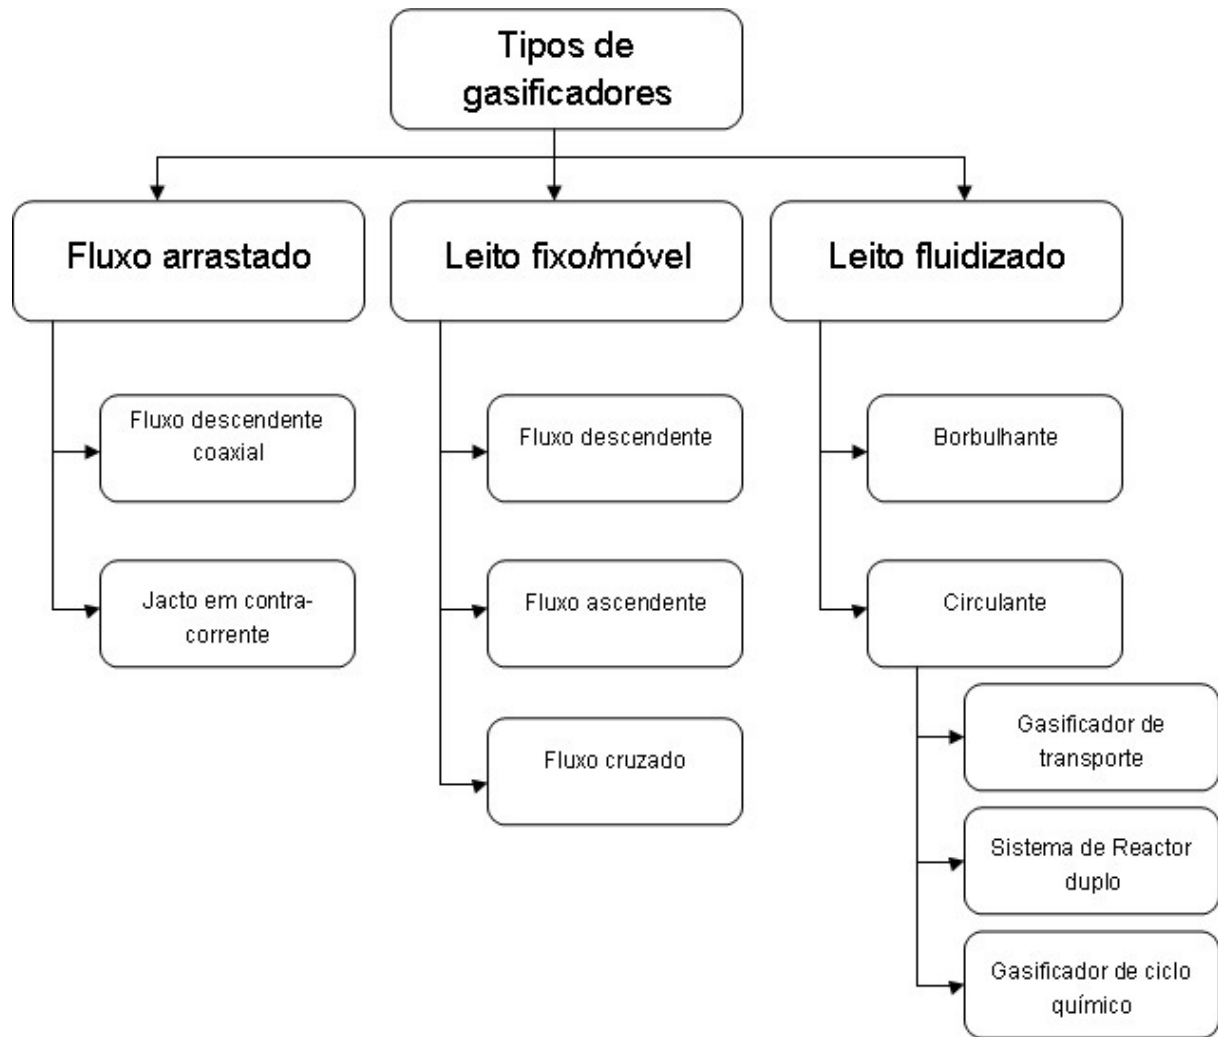 Tipos de
gasificadores
Fluxo arrastado
Leito fixo/móvel
Leito fluidizado
Fluxo descendente
coaxial
Fluxo descendente
Borbulhante
Jacto em contra-
corrente
Fluxo ascendente
Circulante
Fluxo cruzado
Gasificador de
transporte
Sistema de Reactor
duplo
Gasificador de ciclo
químico